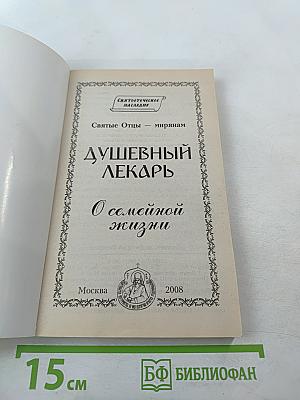 Святоотеческое
наследие
Святые Отцы — мирянам
ДУШЕВНЫЙ
ЛЕКАРЬ
О семейной
жизни
Москва 2008
15 см
БФ БИБЛИОФАН